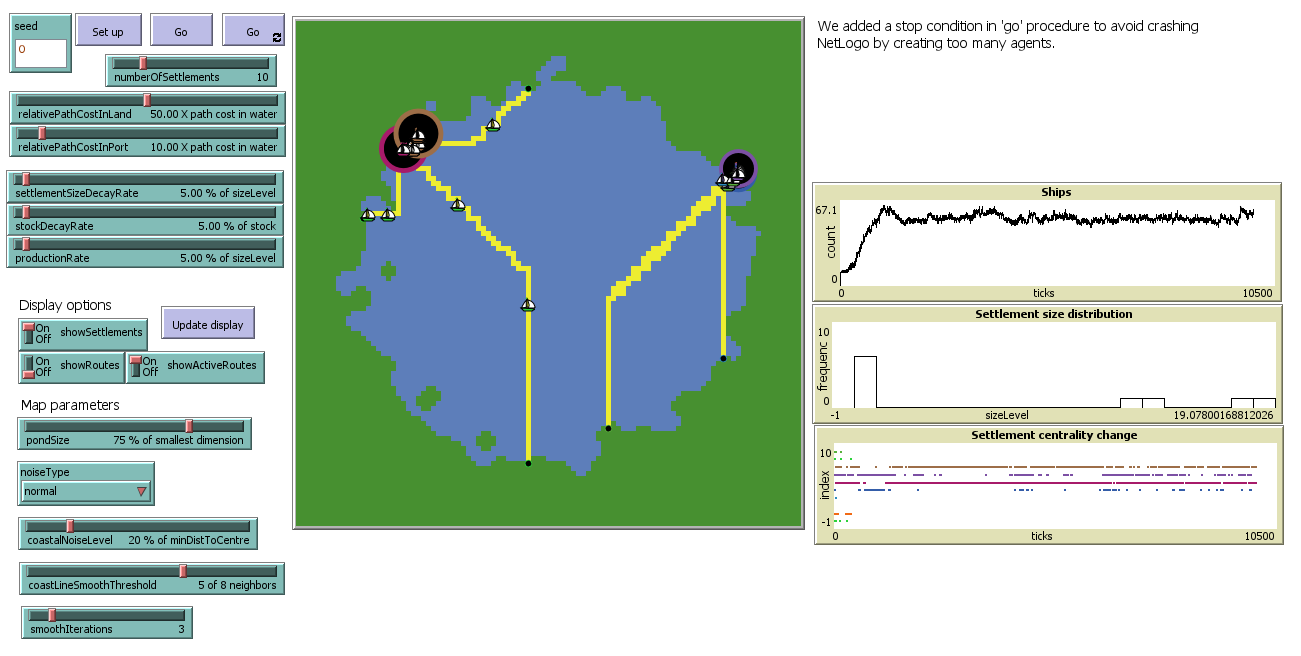 seed
0
Set up
Go
Go
numberOfSettlements 10
relativePathCostInLand 50.00 X path cost in water
relativePathCostInPort 10.00 X path cost in water
settlementSizeDecayRate 5.00 % of sizeLevel
stockDecayRate 5.00 % of stock
productionRate 5.00 % of sizeLevel
Display options
On
Off
showSettlements
Update display
On
Off
showRoutes
On
Off
showActiveRoutes
Map parameters
pondSize 75 % of smallest dimension
noiseType
normal
coastalNoiseLevel 20 % of minDistToCentre
coastLineSmoothThreshold 5 of 8 neighbors
smoothIterations 3
We added a stop condition in 'go' procedure to avoid crashing
NetLogo by creating too many agents.
Ships
67.1
count
0
0 ticks 10500
Settlement size distribution
10
frequenc
0
-1 sizeLevel 19.07800168812026
Settlement centrality change
10
index
-1
0 ticks 10500